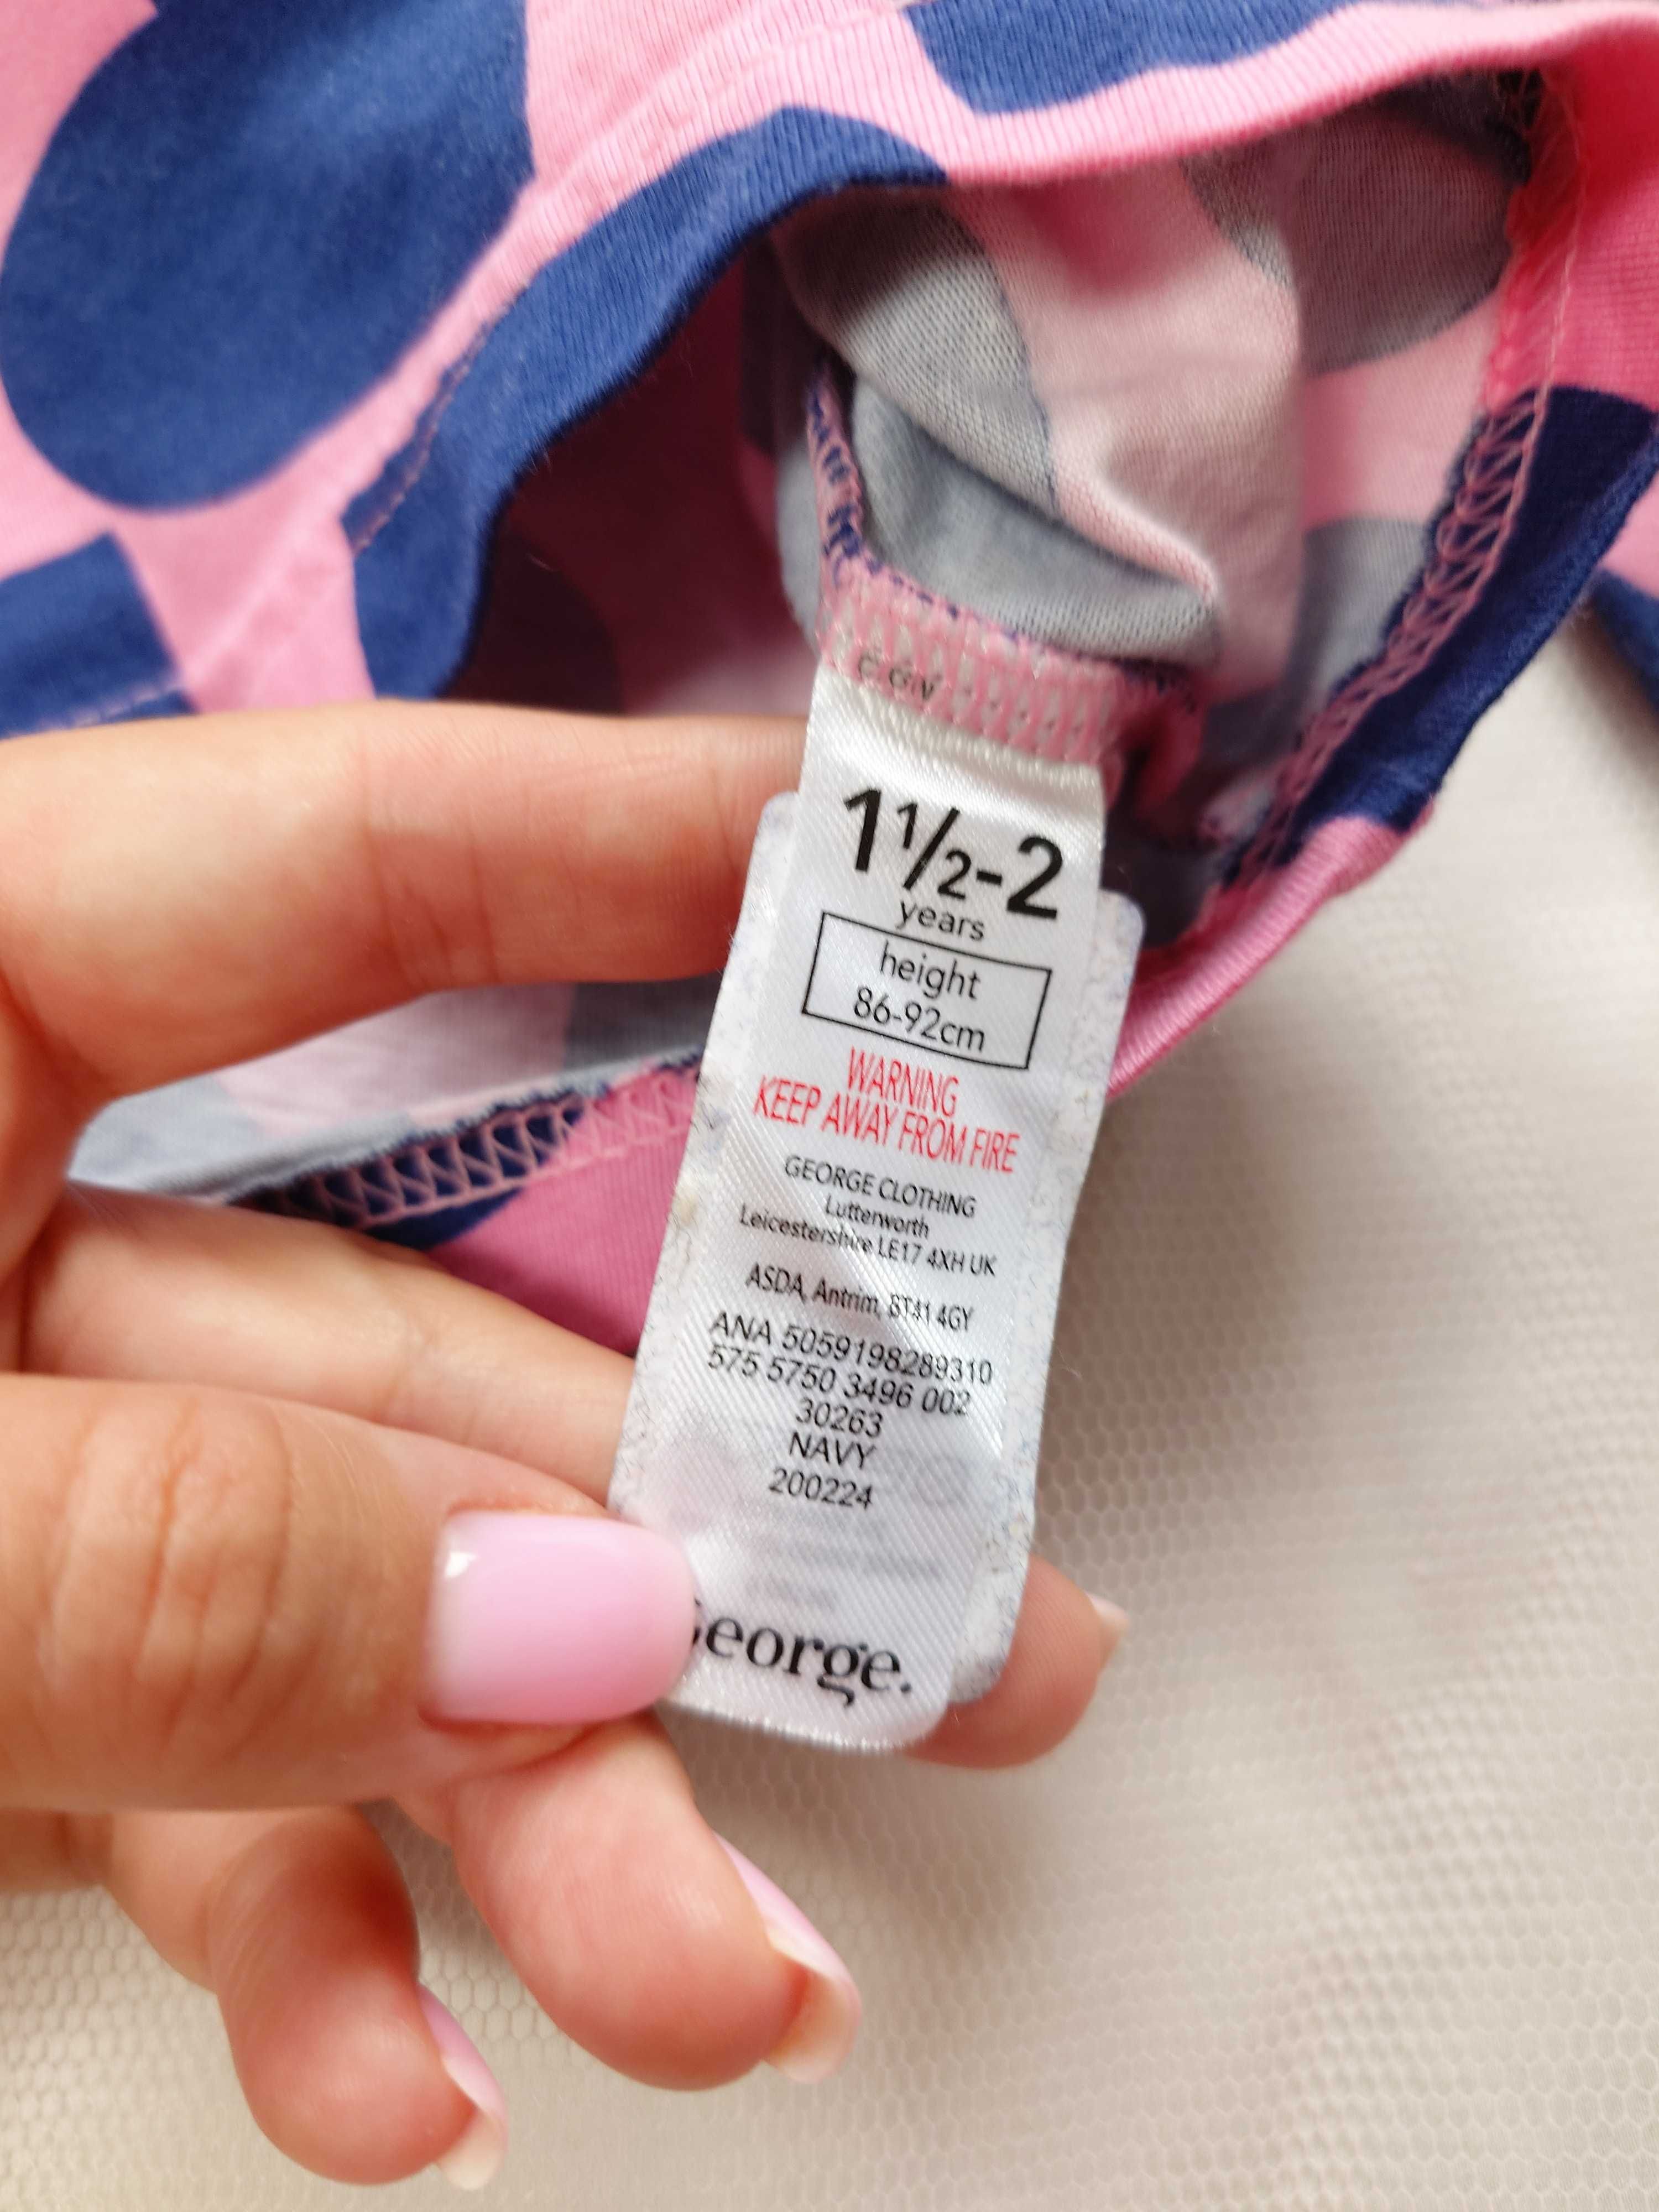 1½-2
years
height
86-92cm
WARNING
KEEP AWAY FROM FIRE
GEORGE CLOTHING
Lutterworth
Leicestershire LE17 4XH UK
ASDA, Antrim, BT41 4GY
ANA 5059198289310
575 5750 3496 002
30263
NAVY
200224
George.